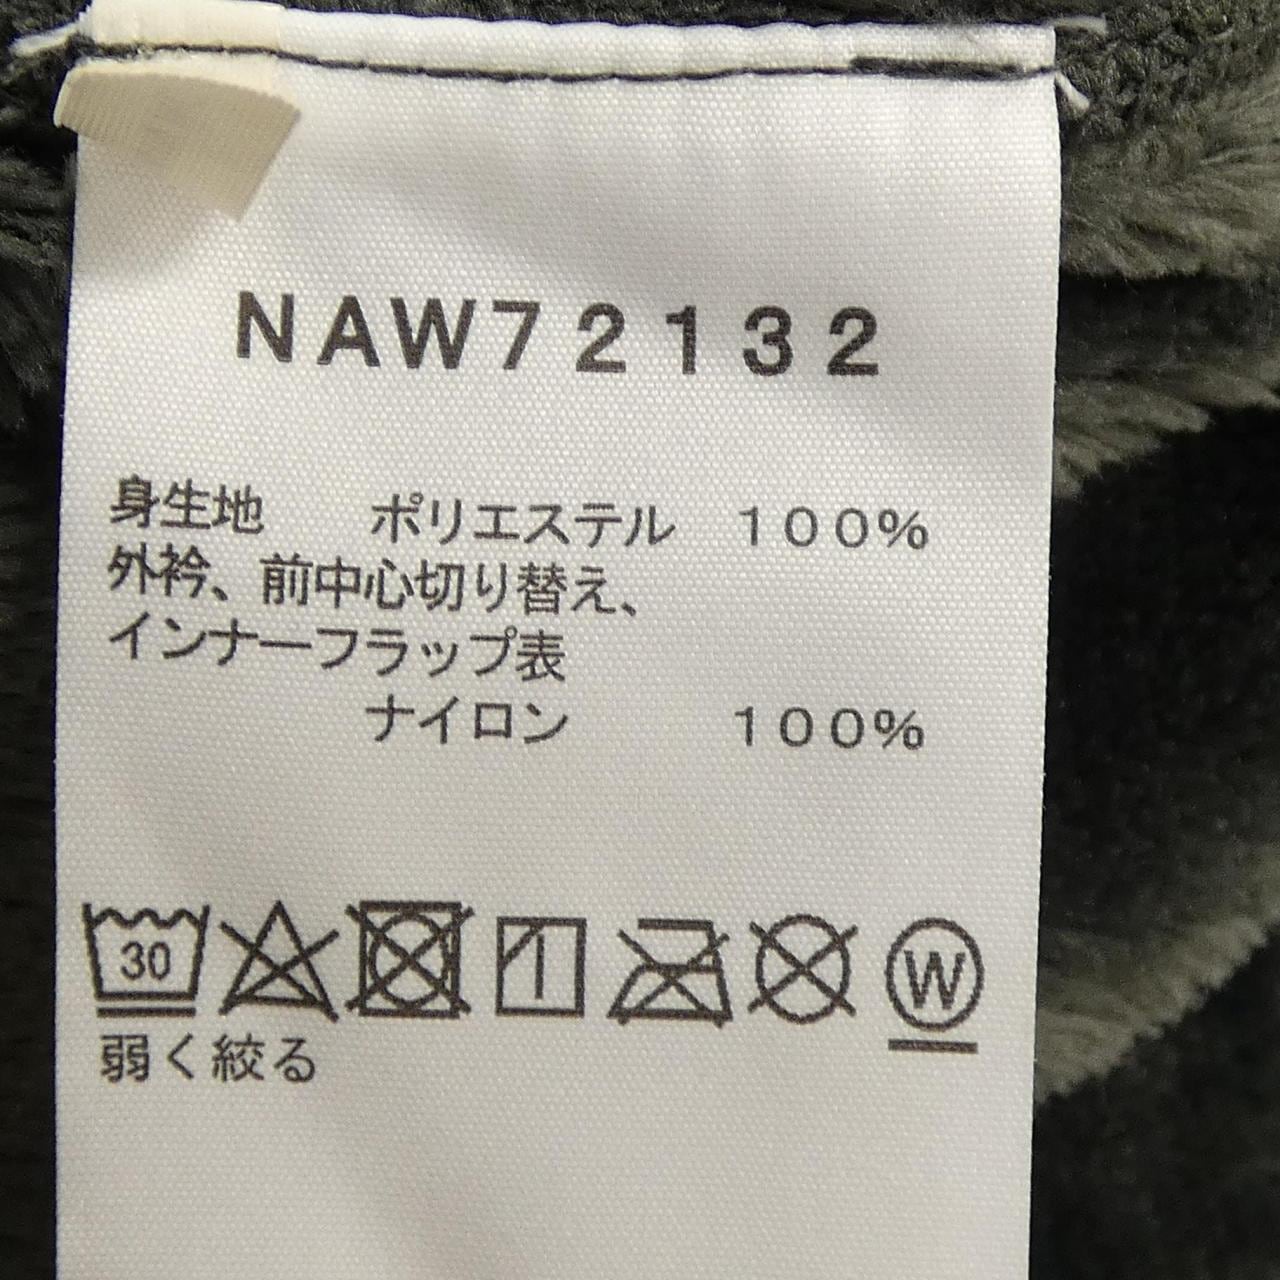 NAW72132
身生地　　ポリエステル　100%
外衿、前中心切り替え、
インナーフラップ表
ナイロン　　　100%
30
W
弱く絞る